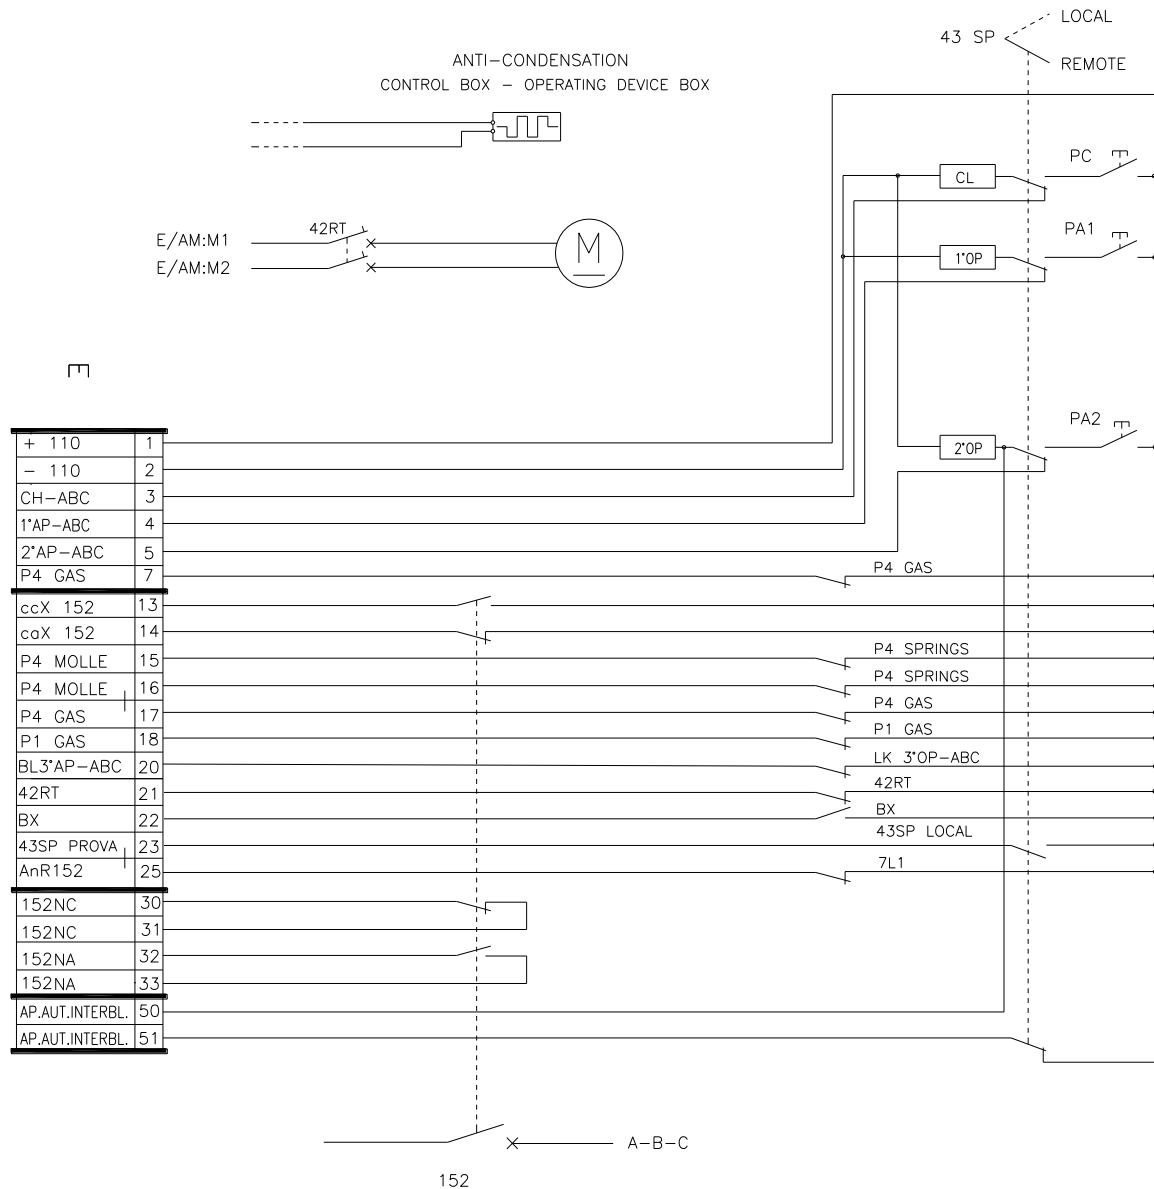 LOCAL
43 SP
REMOTE
ANTI-CONDENSATION
CONTROL BOX - OPERATING DEVICE BOX
PC
CL
PA1
1°OP
42RT
E/AM:M1
E/AM:M2
M
E
PA2
2°OP
+ 110 1
- 110 2
CH-ABC 3
1°AP-ABC 4
2°AP-ABC 5
P4 GAS 7 P4 GAS
ccX 152 13
caX 152 14
P4 MOLLE 15 P4 SPRINGS
P4 MOLLE 16 P4 SPRINGS
P4 GAS 17 P4 GAS
P1 GAS 18 P1 GAS
BL3°AP-ABC 20 LK 3°OP-ABC
42RT 21 42RT
BX 22 BX
43SP PROVA 23 43SP LOCAL
AnR152 25 7L1
152NC 30
152NC 31
152NA 32
152NA 33
AP.AUT.INTERBL. 50
AP.AUT.INTERBL. 51
A-B-C
152